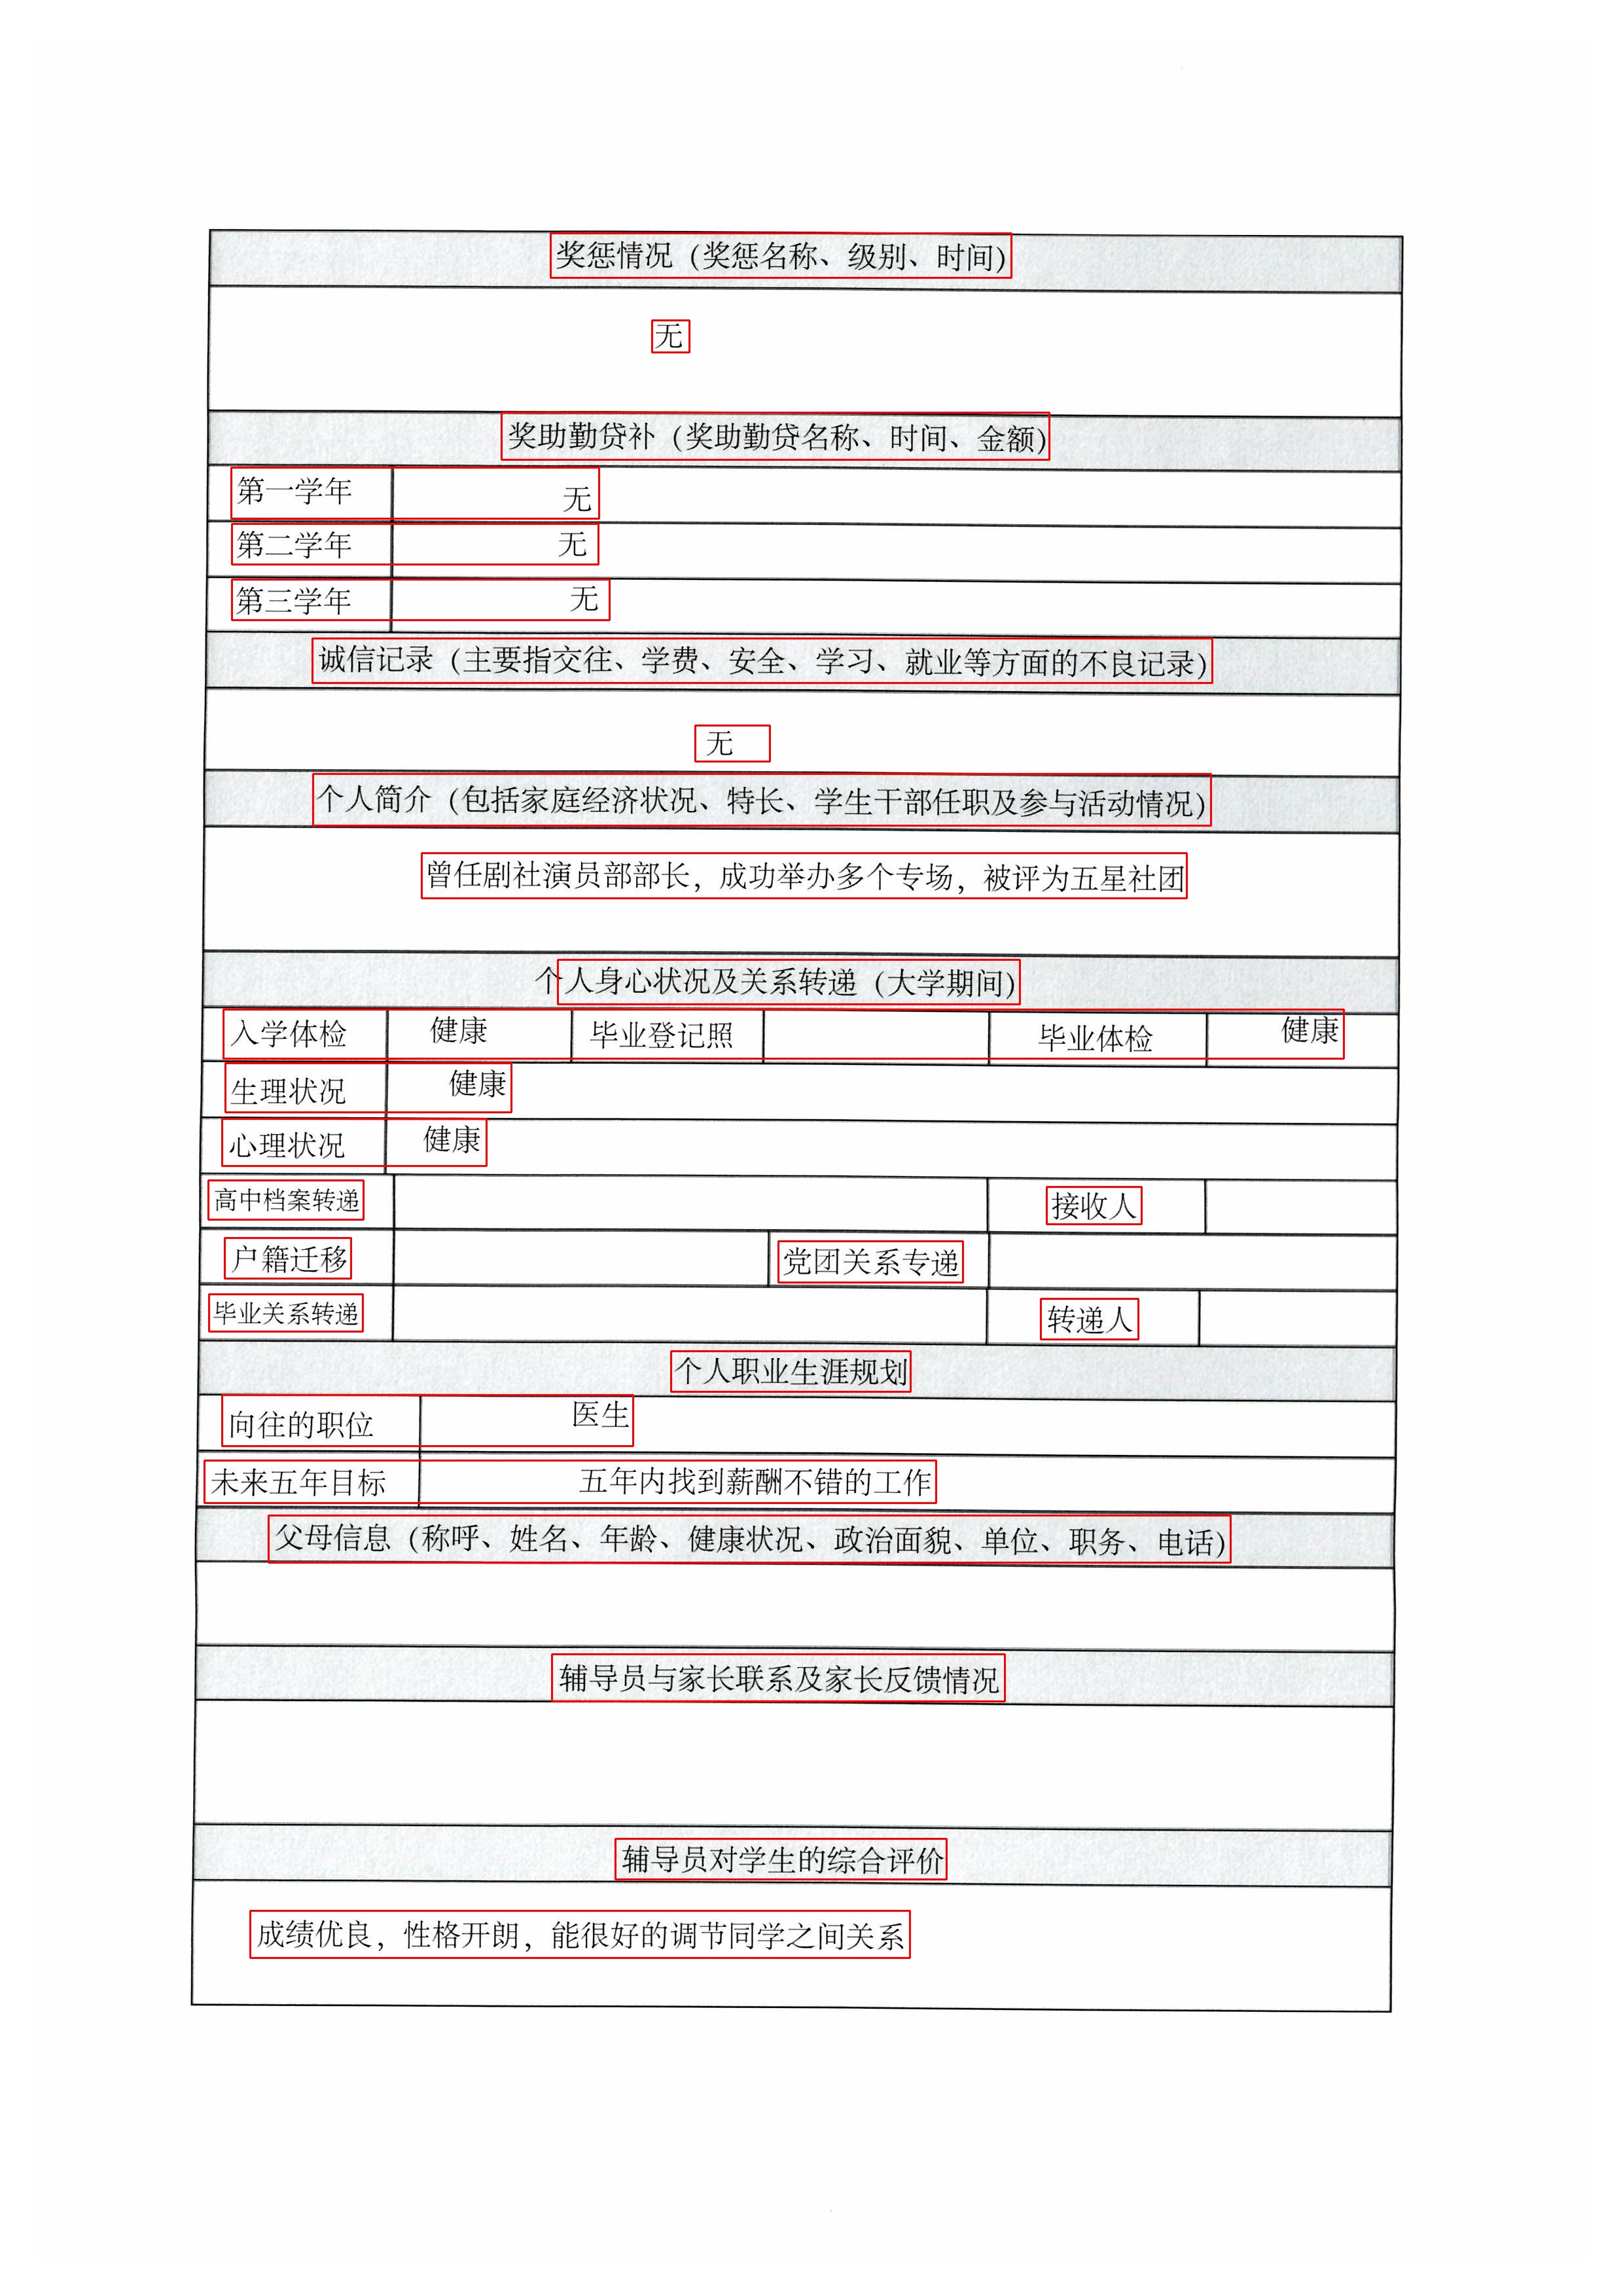 奖惩情况（奖惩名称、级别、时间）
无
奖助勤贷补（奖助勤贷名称、时间、金额）
第一学年 无
第二学年 无
第三学年 无
诚信记录（主要指交往、学费、安全、学习、就业等方面的不良记录）
无
个人简介（包括家庭经济状况、特长、学生干部任职及参与活动情况）
曾任剧社演员部部长，成功举办多个专场，被评为五星社团
个人身心状况及关系转递（大学期间）
入学体检 健康 毕业登记照 毕业体检 健康
生理状况 健康
心理状况 健康
高中档案转递 接收人
户籍迁移 党团关系专递
毕业关系转递 转递人
个人职业生涯规划
向往的职位 医生
未来五年目标 五年内找到薪酬不错的工作
父母信息（称呼、姓名、年龄、健康状况、政治面貌、单位、职务、电话）
辅导员与家长联系及家长反馈情况
辅导员对学生的综合评价
成绩优良，性格开朗，能很好的调节同学之间关系